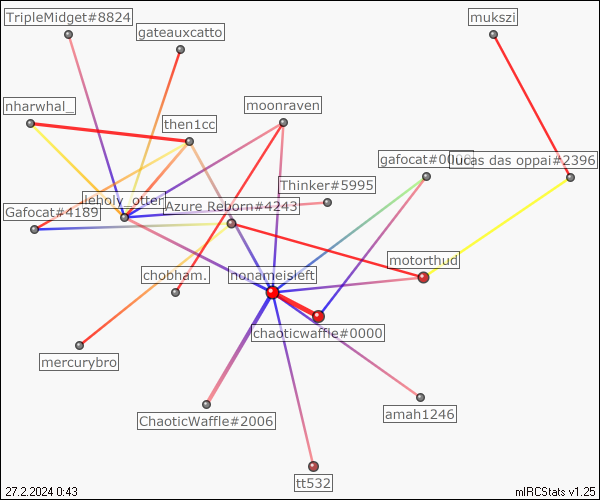 TripleMidget#8824
mukszi
gateauxcatto
nharwhal_
moonraven
then1cc
gafocat#00
lucas das oppai#2396
Thinker#5995
leholy_otter
Azure Reborn#4243
Gafocat#4189
motorthud
chobham.
nonameisleft
chaoticwaffle#0000
mercurybro
amah1246
ChaoticWaffle#2006
tt532
27.2.2024 0:43
mIRCStats v1.25